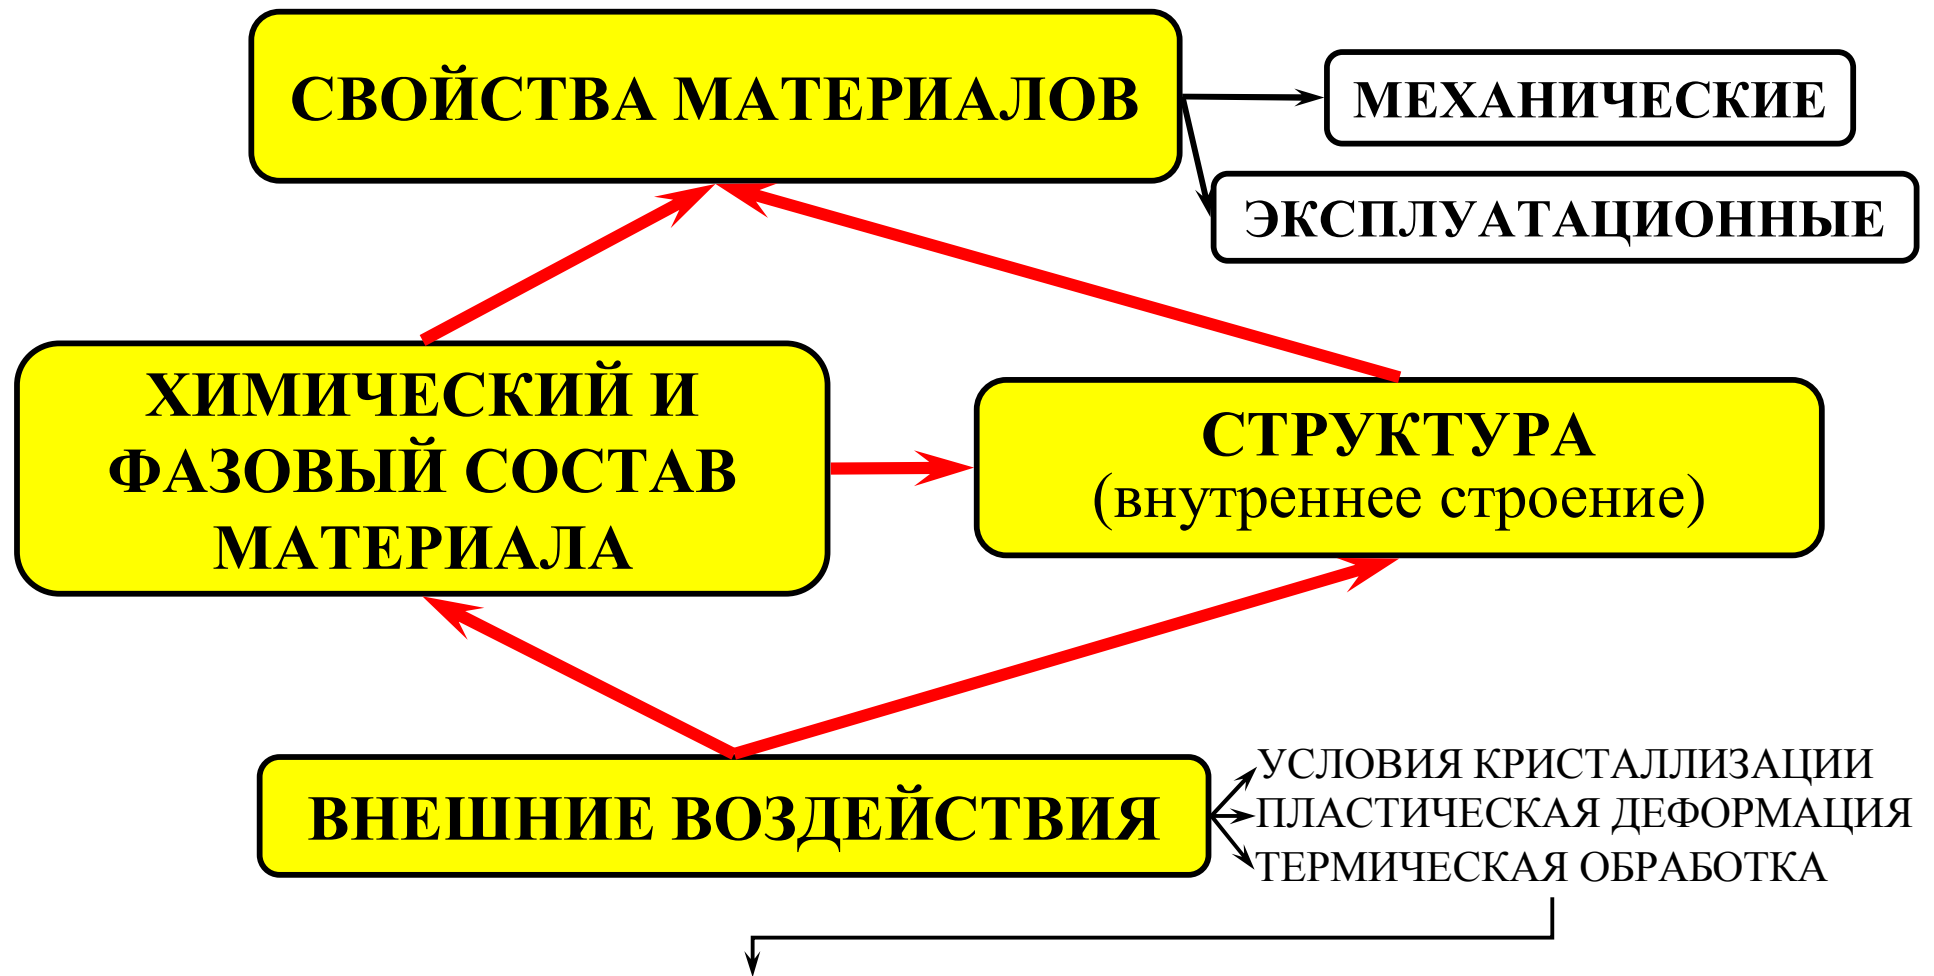 СВОЙСТВА МАТЕРИАЛОВ
МЕХАНИЧЕСКИЕ
ЭКСПЛУАТАЦИОННЫЕ
ХИМИЧЕСКИЙ И
ФАЗОВЫЙ СОСТАВ
МАТЕРИАЛА
СТРУКТУРА
(внутреннее строение)
ВНЕШНИЕ ВОЗДЕЙСТВИЯ
УСЛОВИЯ КРИСТАЛЛИЗАЦИИ
ПЛАСТИЧЕСКАЯ ДЕФОРМАЦИЯ
ТЕРМИЧЕСКАЯ ОБРАБОТКА